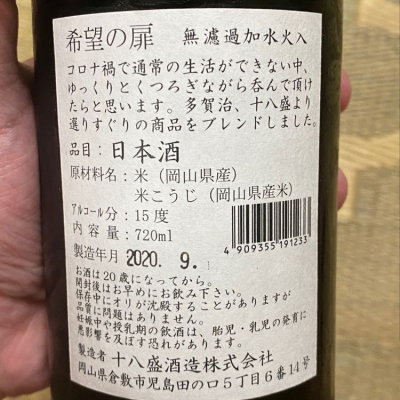 希望の扉 無濾過加水火入
コロナ禍で通常の生活ができない中、
ゆっくりとくつろぎながら呑んで頂け
たらと思います。多賀治、十八盛より
選りすぐりの商品をブレンドしました。
品目：日本酒
原材料名：米（岡山県産）
米こうじ（岡山県産米）
アルコール分：15度
内容量：720ml
4909355191233
製造年月 2020. 9.
お酒は20歳になってから。
開封後はお早めにお飲み下さい。
保存中にオリが沈殿することがありますが
品質に問題はありません。
妊娠中や授乳期の飲酒は、胎児・乳児の発育に
悪影響を及ぼす恐れがあります。
製造者 十八盛酒造株式会社
岡山県倉敷市児島田の口5丁目6番14号